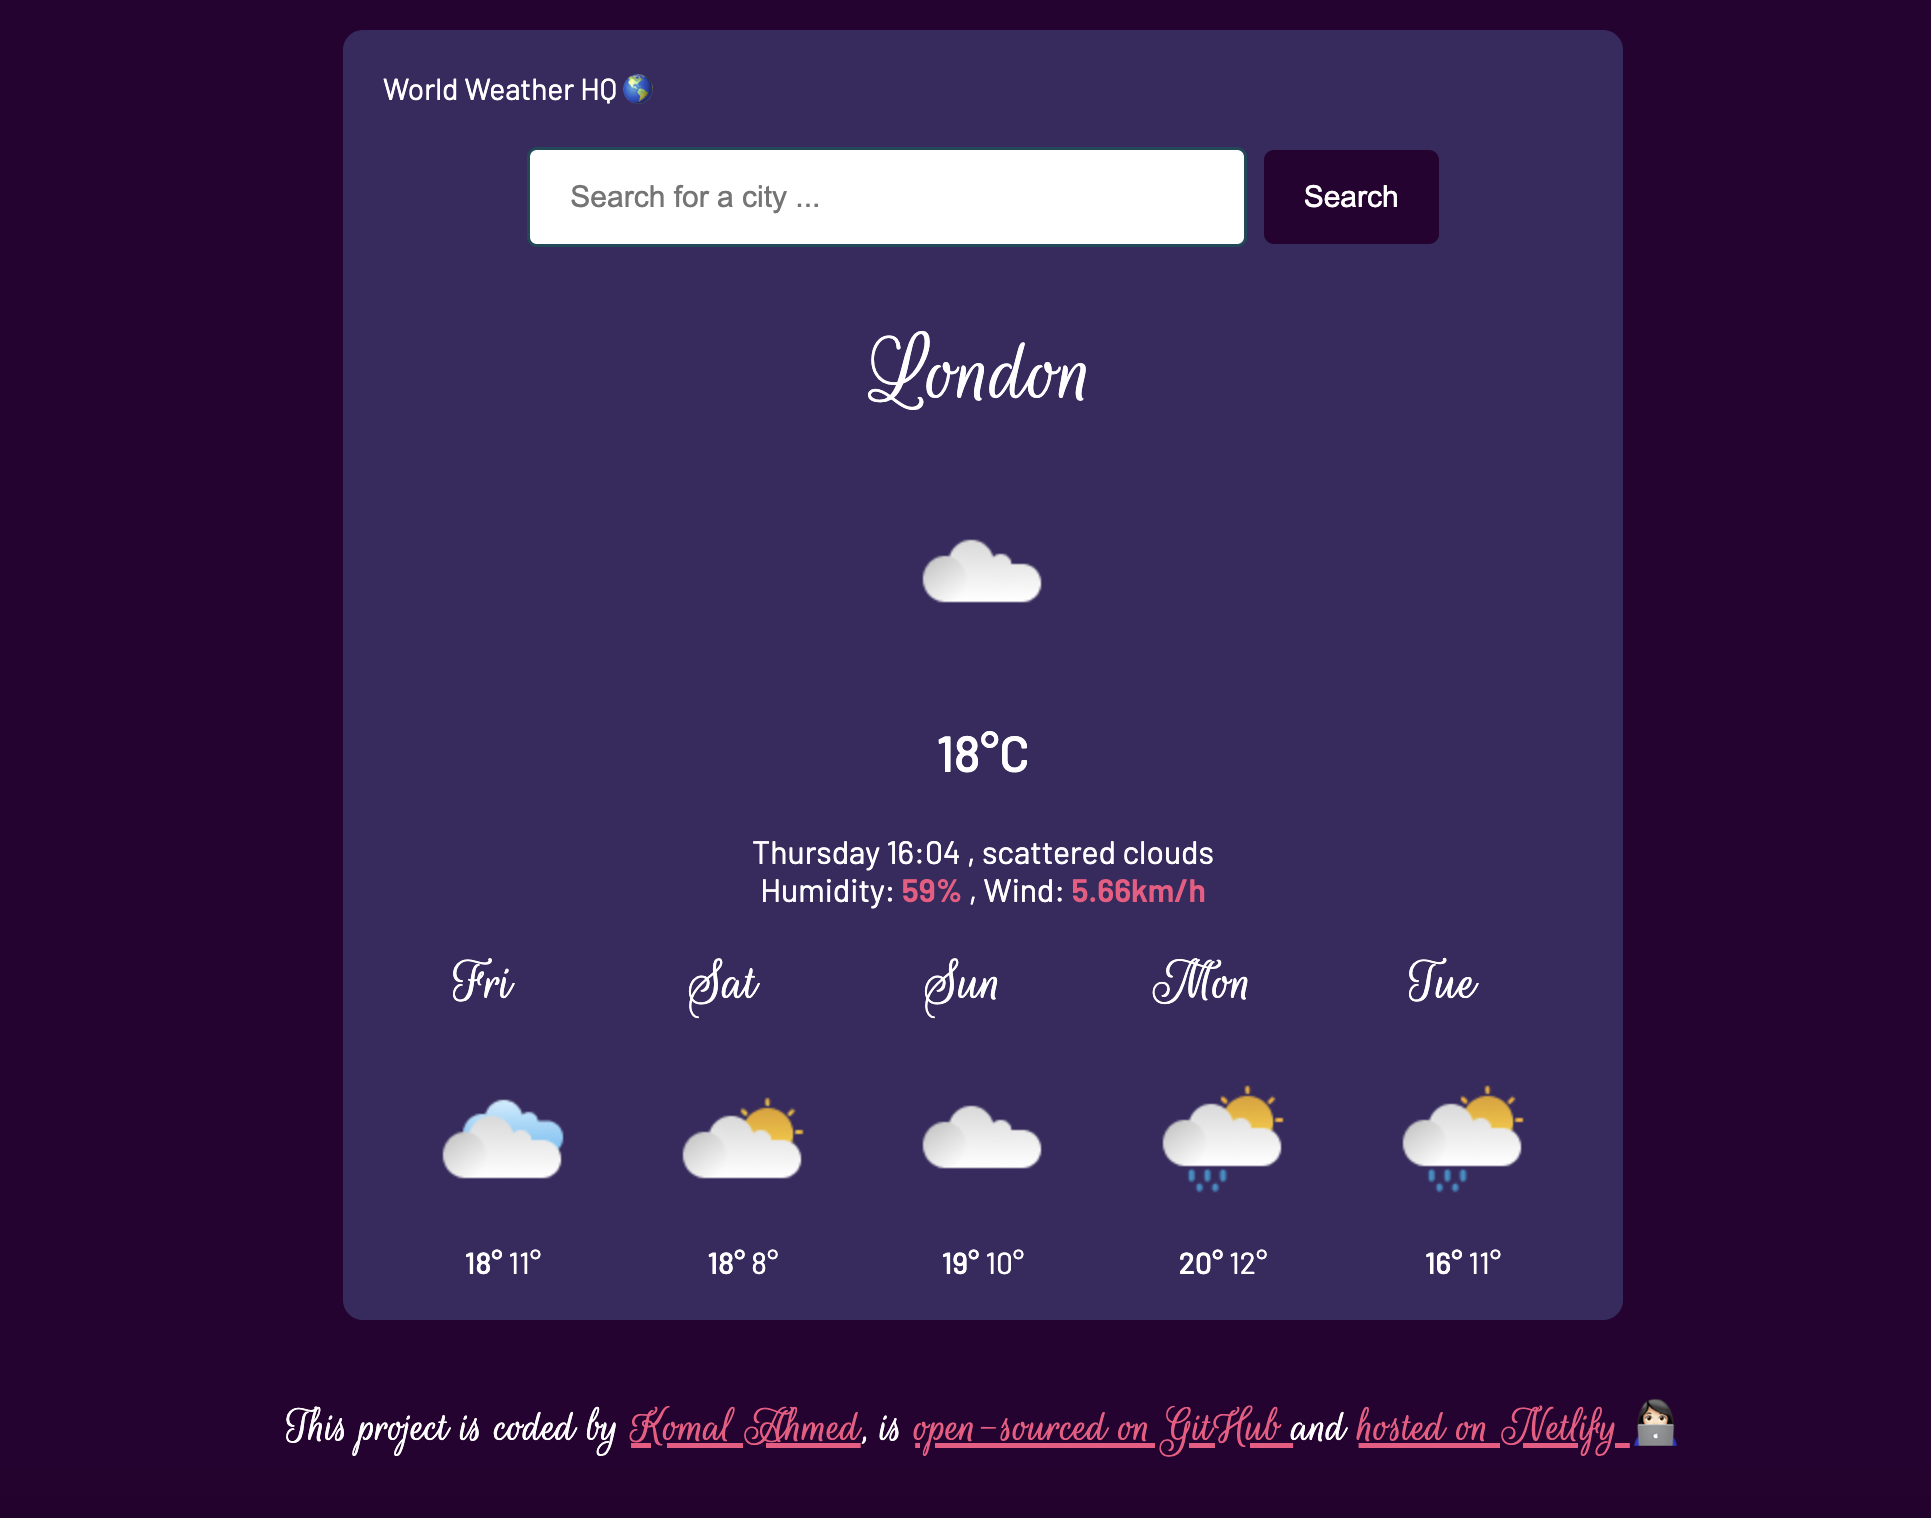 World Weather HQ
Search for a city ...
Search
London
18°C
Thursday 16:04 , scattered clouds
Humidity: 59% , Wind: 5.66km/h
Fri Sat Sun Mon Tue
18° 11° 18° 8° 19° 10° 20° 12° 16° 11°
This project is coded by Komal Ahmed, is open-sourced on GitHub and hosted on Netlify